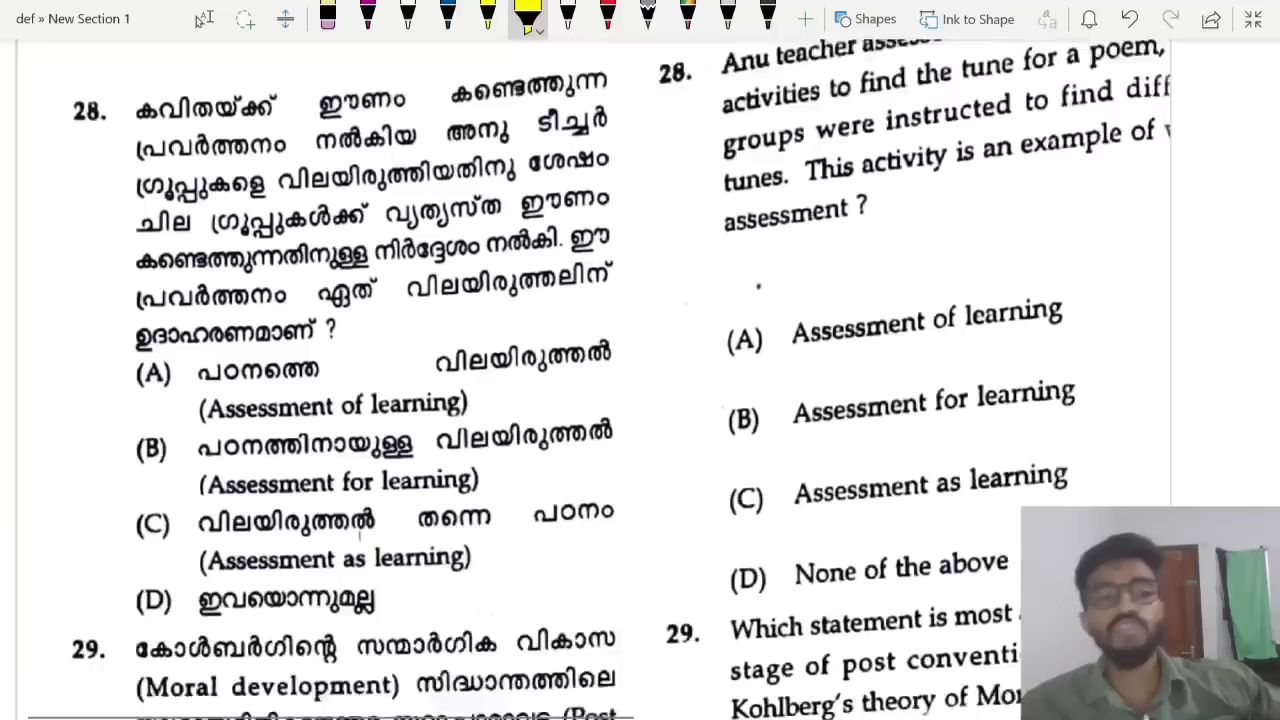 def » New Section 1
Shapes
Ink to Shape
28. കവിതയ്ക്ക് ഈണം കണ്ടെത്തുന്ന
പ്രവർത്തനം നൽകിയ അനു ടീച്ചർ
ഗ്രൂപ്പുകളെ വിലയിരുത്തിയതിനു ശേഷം
ചില ഗ്രൂപ്പുകൾക്ക് വ്യത്യസ്ത ഈണം
കണ്ടെത്തുന്നതിനുള്ള നിർദ്ദേശം നൽകി. ഈ
പ്രവർത്തനം ഏത് വിലയിരുത്തലിന്
ഉദാഹരണമാണ് ?
(A) പഠനത്തെ വിലയിരുത്തൽ
(Assessment of learning)
(B) പഠനത്തിനായുള്ള വിലയിരുത്തൽ
(Assessment for learning)
(C) വിലയിരുത്തൽ തന്നെ പഠനം
(Assessment as learning)
(D) ഇവയൊന്നുമല്ല
29. കോൾബർഗിന്റെ സന്മാർഗിക വികാസ
(Moral development) സിദ്ധാന്തത്തിലെ
28. Anu teacher
activities to find the tune for a poem,
groups were instructed to find diff
tunes. This activity is an example of
assessment ?
(A) Assessment of learning
(B) Assessment for learning
(C) Assessment as learning
(D) None of the above
29. Which statement is most
stage of post conventi
Kohlberg's theory of Mor